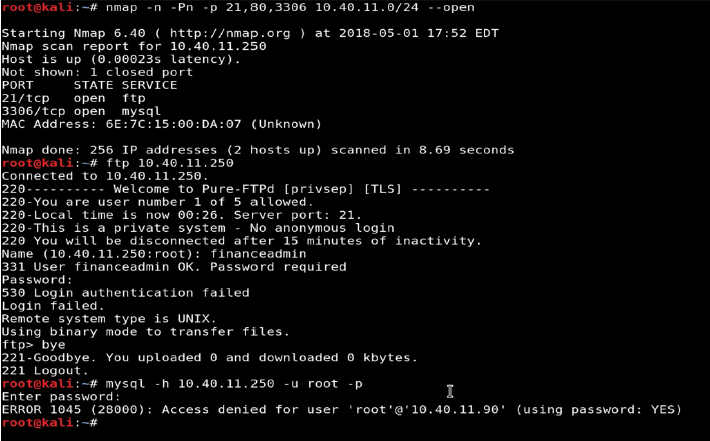 root@kali:~# nmap -n -Pn -p 21,80,3306 10.40.11.0/24 --open
Starting Nmap 6.40 ( http://nmap.org ) at 2018-05-01 17:52 EDT
Nmap scan report for 10.40.11.250
Host is up (0.00023s latency).
Not shown: 1 closed port
PORT     STATE SERVICE
21/tcp   open  ftp
3306/tcp open  mysql
MAC Address: 6E:7C:15:00:DA:07 (Unknown)
Nmap done: 256 IP addresses (2 hosts up) scanned in 8.69 seconds
root@kali:~# ftp 10.40.11.250
Connected to 10.40.11.250.
220---------- Welcome to Pure-FTPd [privsep] [TLS] ----------
220-You are user number 1 of 5 allowed.
220-Local time is now 00:26. Server port: 21.
220-This is a private system - No anonymous login
220 You will be disconnected after 15 minutes of inactivity.
Name (10.40.11.250:root): financeadmin
331 User financeadmin OK. Password required
Password:
530 Login authentication failed
Login failed.
Remote system type is UNIX.
Using binary mode to transfer files.
ftp> bye
221-Goodbye. You uploaded 0 and downloaded 0 kbytes.
221 Logout.
root@kali:~# mysql -h 10.40.11.250 -u root -p
Enter password:
ERROR 1045 (28000): Access denied for user 'root'@'10.40.11.90' (using password: YES)
root@kali:~#